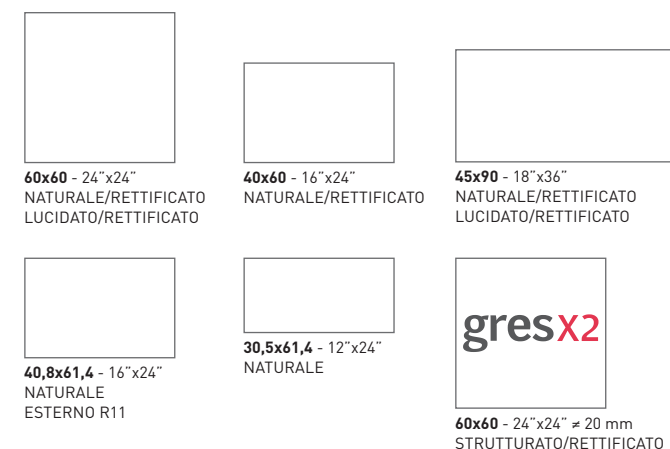 60x60 - 24"x24"
NATURALE/RETTIFICATO
LUCIDATO/RETTIFICATO
40x60 - 16"x24"
NATURALE/RETTIFICATO
45x90 - 18"x36"
NATURALE/RETTIFICATO
LUCIDATO/RETTIFICATO
40,8x61,4 - 16"x24"
NATURALE
ESTERNO R11
30,5x61,4 - 12"x24"
NATURALE
gresx2
60x60 - 24"x24" ≠ 20 mm
STRUTTURATO/RETTIFICATO